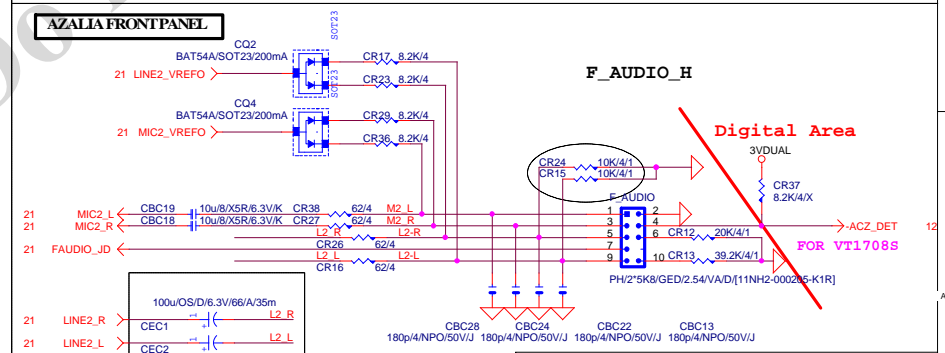 AZALIA FRONT PANEL
SOT23
CQ2
BAT54A/SOT23/200mA
CR17 8.2K/4
21 LINE2_VREFO
CR23 8.2K/4
SOT23
F_AUDIO_H
CQ4
BAT54A/SOT23/200mA
CR29 8.2K/4
21 MIC2_VREFO
CR36 8.2K/4
Digital Area
3VDUAL
CR24 10K/4/1
CR15 10K/4/1
CR37
8.2K/4/X
F_AUDIO
21 MIC2_L CBC19 10u/8/X5R/6.3V/K CR38 62/4 M2_L 1 2
21 MIC2_R CBC18 10u/8/X5R/6.3V/K CR27 62/4 M2_R 3 4 -ACZ_DET 12
L2_R L2-R 5 6 CR12 20K/4/1
FOR VT1708S
21 FAUDIO_JD CR26 62/4 7
L2_L L2-L 9 10 CR13 39.2K/4/1
CR16 62/4
PH/2*5K8/GED/2.54/VA/D/[11NH2-000205-K1R]
100u/OS/D/6.3V/66/A/35m
21 LINE2_R CEC1 1 + L2_R
21 LINE2_L CEC2 1 + L2_L
CBC28 CBC24 CBC22 CBC13
180p/4/NPO/50V/J 180p/4/NPO/50V/J 180p/4/NPO/50V/J 180p/4/NPO/50V/J
A